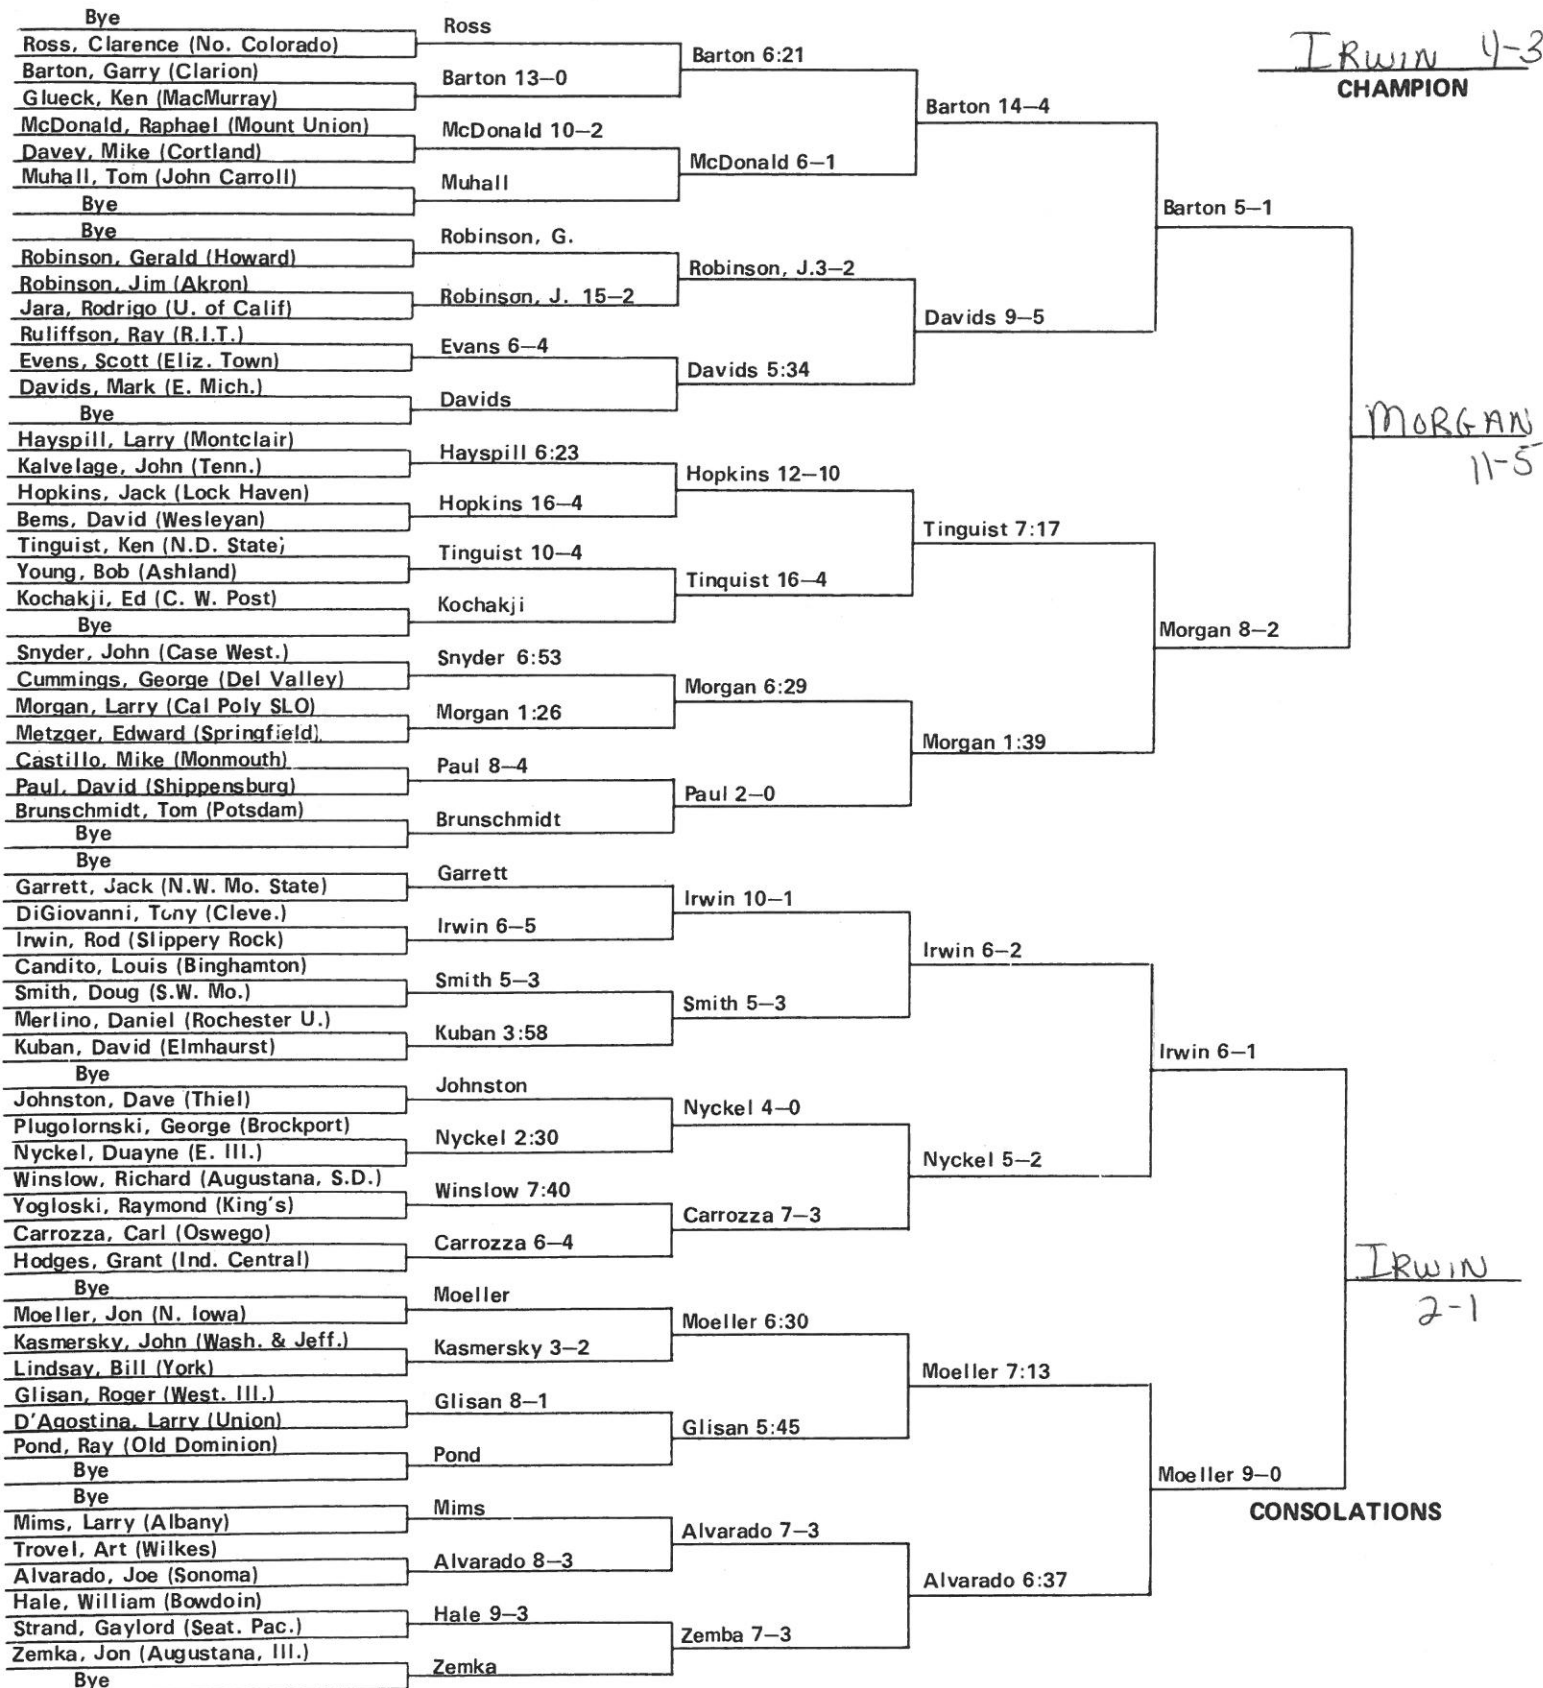 Bye
Ross, Clarence (No. Colorado)
Barton, Garry (Clarion)
Glueck, Ken (MacMurray)
McDonald, Raphael (Mount Union)
Davey, Mike (Cortland)
Muhall, Tom (John Carroll)
Bye
Bye
Robinson, Gerald (Howard)
Robinson, Jim (Akron)
Jara, Rodrigo (U. of Calif)
Ruliffson, Ray (R.I.T.)
Evens, Scott (Eliz. Town)
Davids, Mark (E. Mich.)
Bye
Hayspill, Larry (Montclair)
Kalvelage, John (Tenn.)
Hopkins, Jack (Lock Haven)
Bems, David (Wesleyan)
Tinguist, Ken (N.D. State)
Young, Bob (Ashland)
Kochakji, Ed (C. W. Post)
Bye
Snyder, John (Case West.)
Cummings, George (Del Valley)
Morgan, Larry (Cal Poly SLO)
Metzger, Edward (Springfield)
Castillo, Mike (Monmouth)
Paul, David (Shippensburg)
Brunschmidt, Tom (Potsdam)
Bye
Bye
Garrett, Jack (N.W. Mo. State)
DiGiovanni, Tony (Cleve.)
Irwin, Rod (Slippery Rock)
Candito, Louis (Binghamton)
Smith, Doug (S.W. Mo.)
Merlino, Daniel (Rochester U.)
Kuban, David (Elmhaurst)
Bye
Johnston, Dave (Thiel)
Plugolornski, George (Brockport)
Nyckel, Duayne (E. Ill.)
Winslow, Richard (Augustana, S.D.)
Yogloski, Raymond (King's)
Carrozza, Carl (Oswego)
Hodges, Grant (Ind. Central)
Bye
Moeller, Jon (N. Iowa)
Kasmersky, John (Wash. & Jeff.)
Lindsay, Bill (York)
Glisan, Roger (West. Ill.)
D'Agostina, Larry (Union)
Pond, Ray (Old Dominion)
Bye
Bye
Mims, Larry (Albany)
Trovel, Art (Wilkes)
Alvarado, Joe (Sonoma)
Hale, William (Bowdoin)
Strand, Gaylord (Seat. Pac.)
Zemka, Jon (Augustana, Ill.)
Bye
Ross
Barton 13–0
McDonald 10–2
Muhall
Robinson, G.
Robinson, J. 15–2
Evans 6–4
Davids
Hayspill 6:23
Hopkins 16–4
Tinguist 10–4
Kochakji
Snyder 6:53
Morgan 1:26
Paul 8–4
Brunschmidt
Garrett
Irwin 6–5
Smith 5–3
Kuban 3:58
Johnston
Nyckel 2:30
Winslow 7:40
Carrozza 6–4
Moeller
Kasmersky 3–2
Glisan 8–1
Pond
Mims
Alvarado 8–3
Hale 9–3
Zemka
Barton 6:21
McDonald 6–1
Robinson, J.3–2
Davids 5:34
Hopkins 12–10
Tinquist 16–4
Morgan 6:29
Paul 2–0
Irwin 10–1
Smith 5–3
Nyckel 4–0
Carrozza 7–3
Moeller 6:30
Glisan 5:45
Alvarado 7–3
Zemba 7–3
Barton 14–4
Davids 9–5
Tinguist 7:17
Morgan 1:39
Irwin 6–2
Nyckel 5–2
Moeller 7:13
Alvarado 6:37
Barton 5–1
Morgan 8–2
Irwin 6–1
Moeller 9–0
MORGAN
11-5
IRWIN
2-1
IRWIN 4-3
CHAMPION
CONSOLATIONS